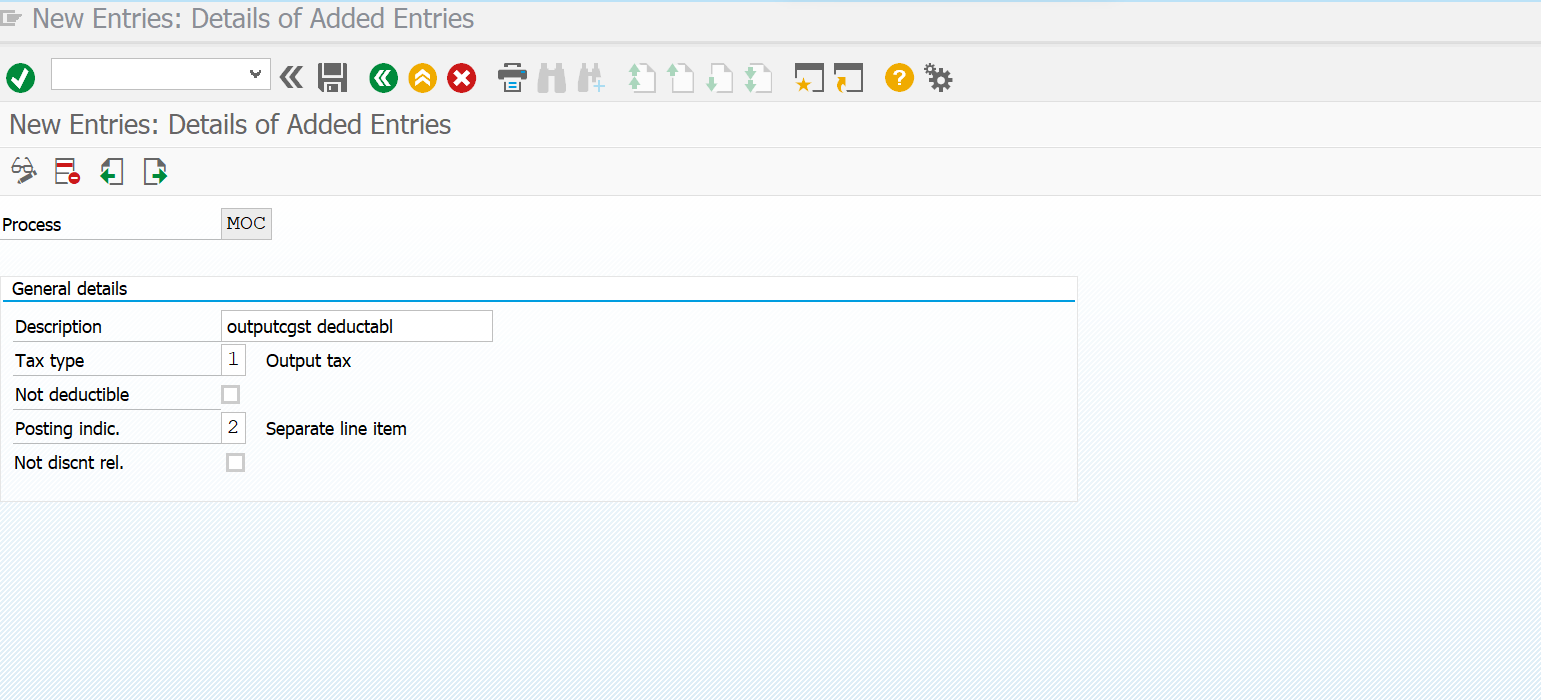 New Entries: Details of Added Entries
New Entries: Details of Added Entries
Process MOC
General details
Description outputcgst deductabl
Tax type 1 Output tax
Not deductible
Posting indic. 2 Separate line item
Not discnt rel.